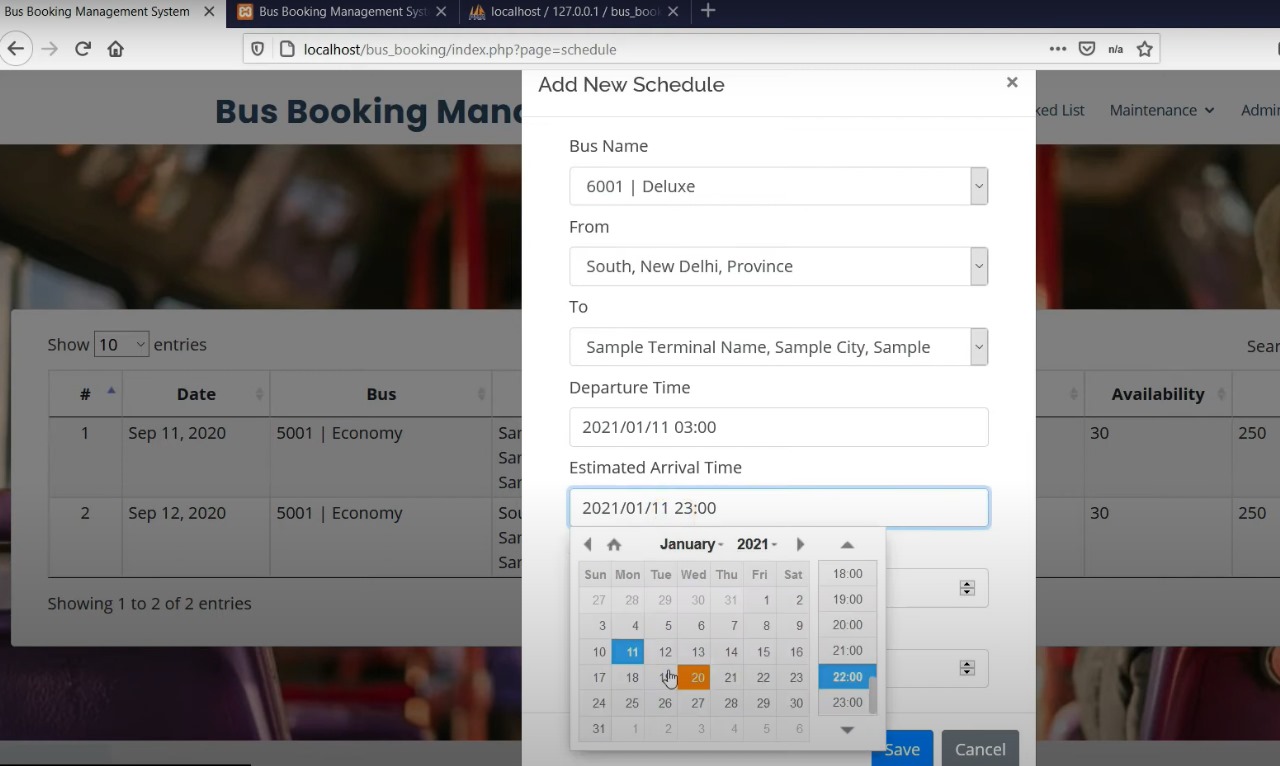 Bus Booking Management System
Bus Booking Management Syst
localhost / 127.0.0.1 / bus_boo
localhost/bus_booking/index.php?page=schedule
n/a
Add New Schedule
Bus Booking Mana
ked List
Maintenance
Admin
Bus Name
6001 | Deluxe
From
South, New Delhi, Province
To
Sample Terminal Name, Sample City, Sample
Departure Time
2021/01/11 03:00
Estimated Arrival Time
2021/01/11 23:00
Show 10 entries
Sear
# Date Bus Availability
1 Sep 11, 2020 5001 | Economy Sar 30 250
Sar
Sar
2 Sep 12, 2020 5001 | Economy Sou 30 250
Sar
Sar
Showing 1 to 2 of 2 entries
January 2021
Sun Mon Tue Wed Thu Fri Sat
27 28 29 30 31 1 2
3 4 5 6 7 8 9
10 11 12 13 14 15 16
17 18 20 21 22 23
24 25 26 27 28 29 30
31 1 2 3 4 5 6
18:00
19:00
20:00
21:00
22:00
23:00
Save
Cancel